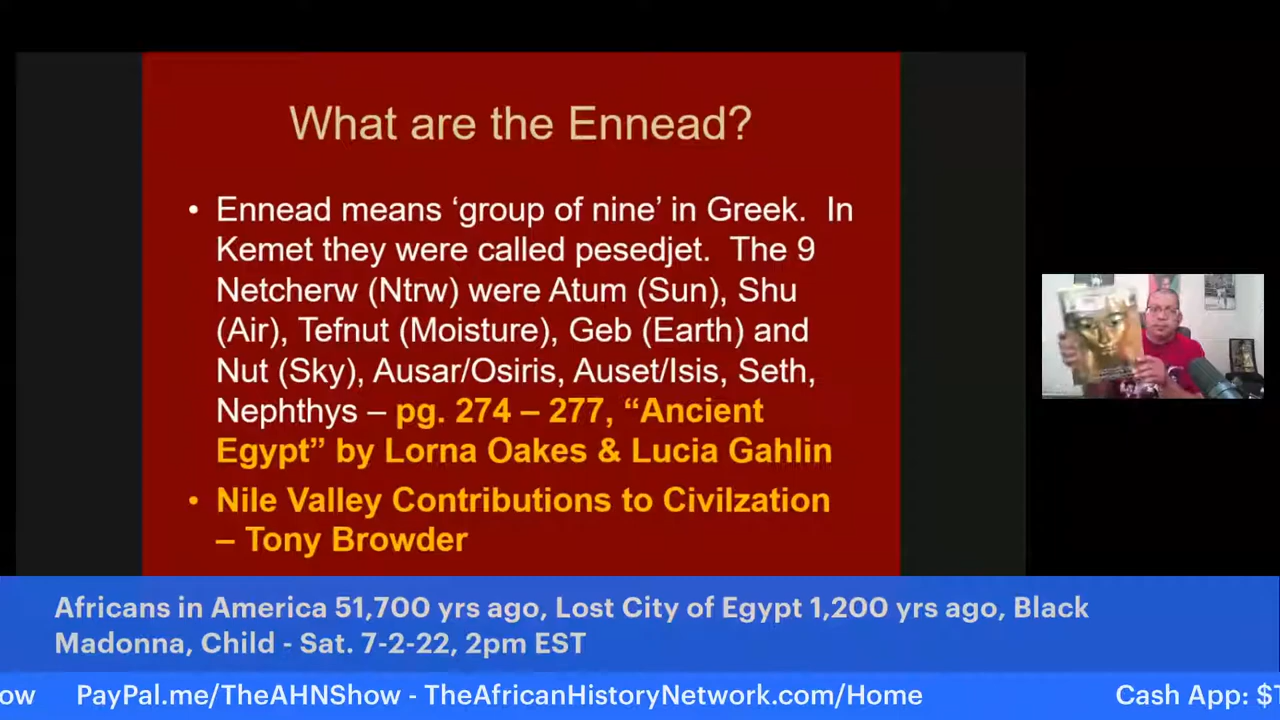 What are the Ennead?
• Ennead means ‘group of nine’ in Greek. In
Kemet they were called pesedjet. The 9
Netcherw (Ntrw) were Atum (Sun), Shu
(Air), Tefnut (Moisture), Geb (Earth) and
Nut (Sky), Ausar/Osiris, Auset/Isis, Seth,
Nephthys – pg. 274 – 277, “Ancient
Egypt” by Lorna Oakes & Lucia Gahlin
• Nile Valley Contributions to Civilzation
– Tony Browder
Africans in America 51,700 yrs ago, Lost City of Egypt 1,200 yrs ago, Black
Madonna, Child - Sat. 7-2-22, 2pm EST
ow PayPal.me/TheAHNShow - TheAfricanHistoryNetwork.com/Home Cash App: $